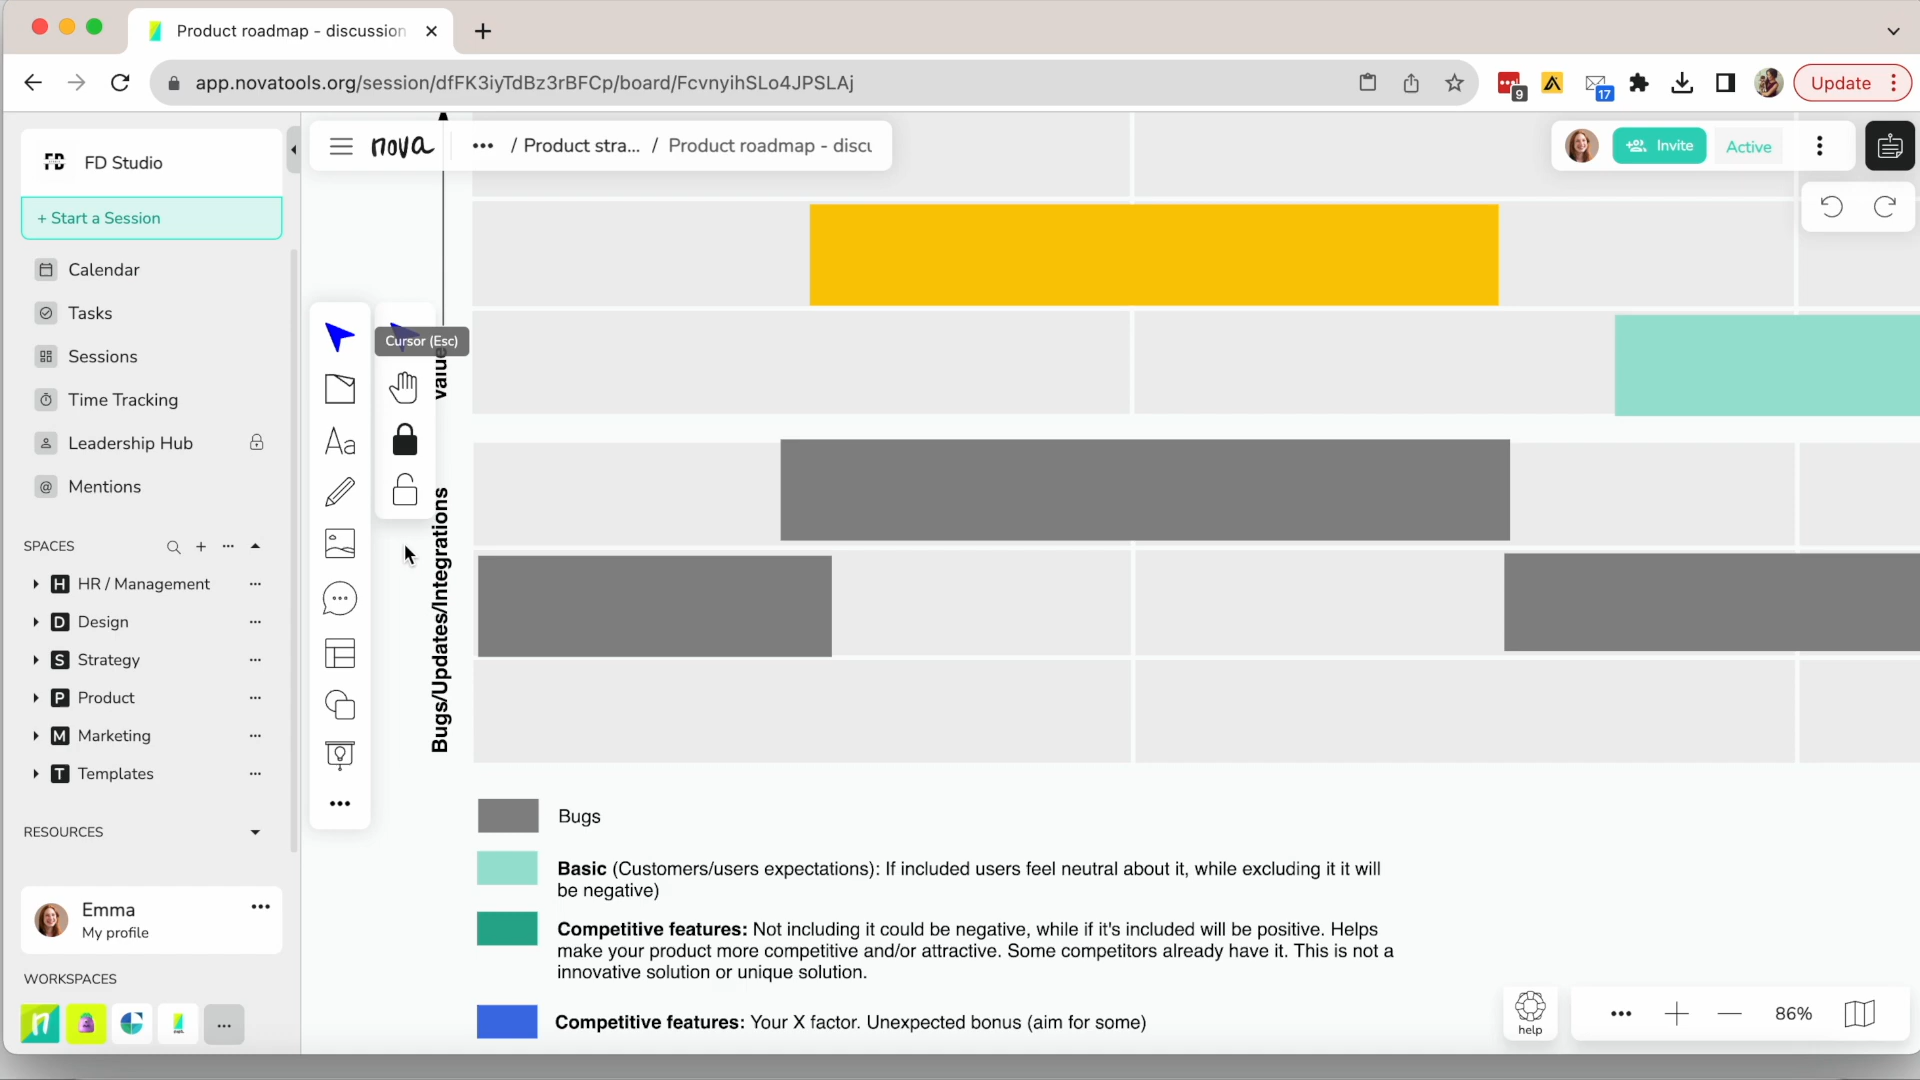 Product roadmap - discussion
app.novatools.org/session/dfFK3iyTdBz3rBFCp/board/FcvnyihSLo4JPSLAj
9
17
Update
FD FD Studio
nova
••• / Product stra... / Product roadmap - discu
Invite
Active
+ Start a Session
Calendar
Tasks
Sessions
Time Tracking
Leadership Hub
@ Mentions
SPACES
H HR / Management
D Design
S Strategy
P Product
M Marketing
T Templates
RESOURCES
Emma
My profile
WORKSPACES
n
Cursor (Esc)
Aa
Bugs/Updates/Integrations
Bugs
Basic (Customers/users expectations): If included users feel neutral about it, while excluding it it will
be negative)
Competitive features: Not including it could be negative, while if it's included will be positive. Helps
make your product more competitive and/or attractive. Some competitors already have it. This is not a
innovative solution or unique solution.
Competitive features: Your X factor. Unexpected bonus (aim for some)
help
86%